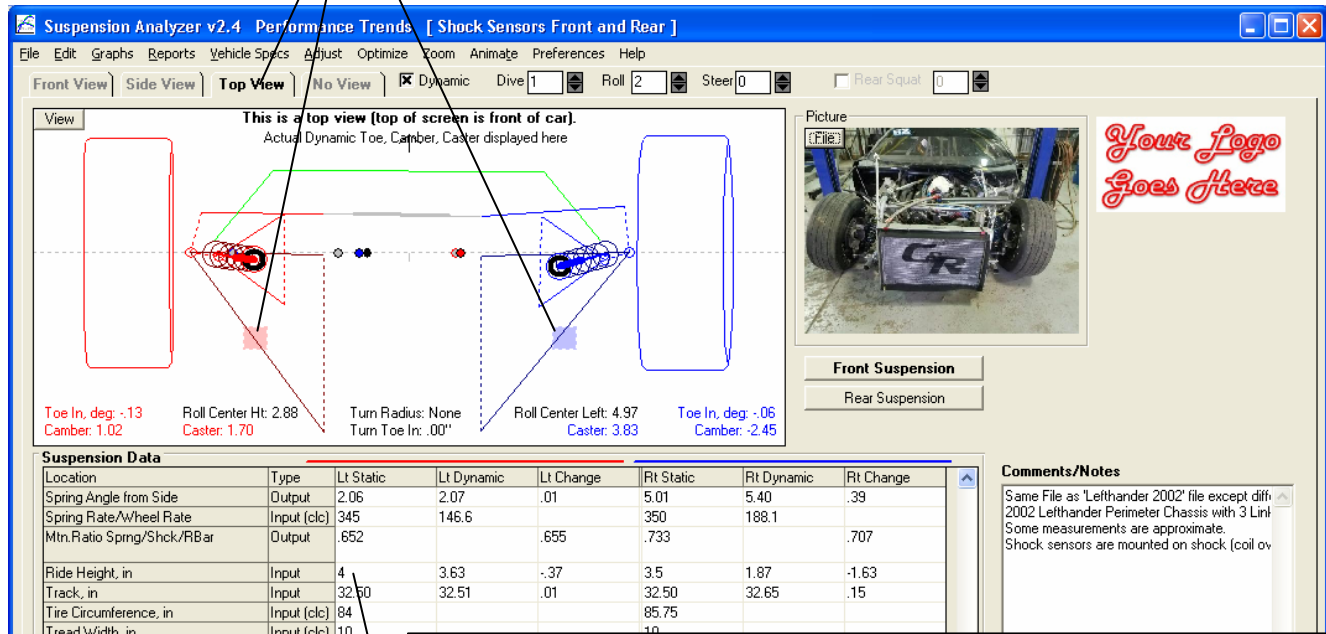 Suspension Analyzer v2.4 Performance Trends [ Shock Sensors Front and Rear ]
File Edit Graphs Reports Vehicle Specs Adjust Optimize Zoom Animate Preferences Help
Front View Side View Top View No View Dynamic Dive 1 Roll 2 Steer 0 Rear Squat 0
View
This is a top view (top of screen is front of car).
Actual Dynamic Toe, Camber, Caster displayed here
Toe In, deg: -.13 Roll Center Ht: 2.88 Turn Radius: None Roll Center Left: 4.97 Toe In, deg: -.06
Camber: 1.02 Caster: 1.70 Turn Toe In: .00" Caster: 3.83 Camber: -2.45
Picture
(File)
GR
Your Logo
Goes Here
Front Suspension
Rear Suspension
Suspension Data
Location Type Lt Static Lt Dynamic Lt Change Rt Static Rt Dynamic Rt Change
Spring Angle from Side Output 2.06 2.07 .01 5.01 5.40 .39
Spring Rate/Wheel Rate Input (clc) 345 146.6 350 188.1
Mtn.Ratio Sprng/Shck/RBar Output .652 .655 .733 .707
Ride Height, in Input 4 3.63 -.37 3.5 1.87 -1.63
Track, in Input 32.50 32.51 .01 32.50 32.65 .15
Tire Circumference, in Input (clc) 84 85.75
Tread Width, in Input (clc) 10 10
Comments/Notes
Same File as 'Lefthander 2002' file except diff
2002 Lefthander Perimeter Chassis with 3 Link
Some measurements are approximate.
Shock sensors are mounted on shock (coil ov